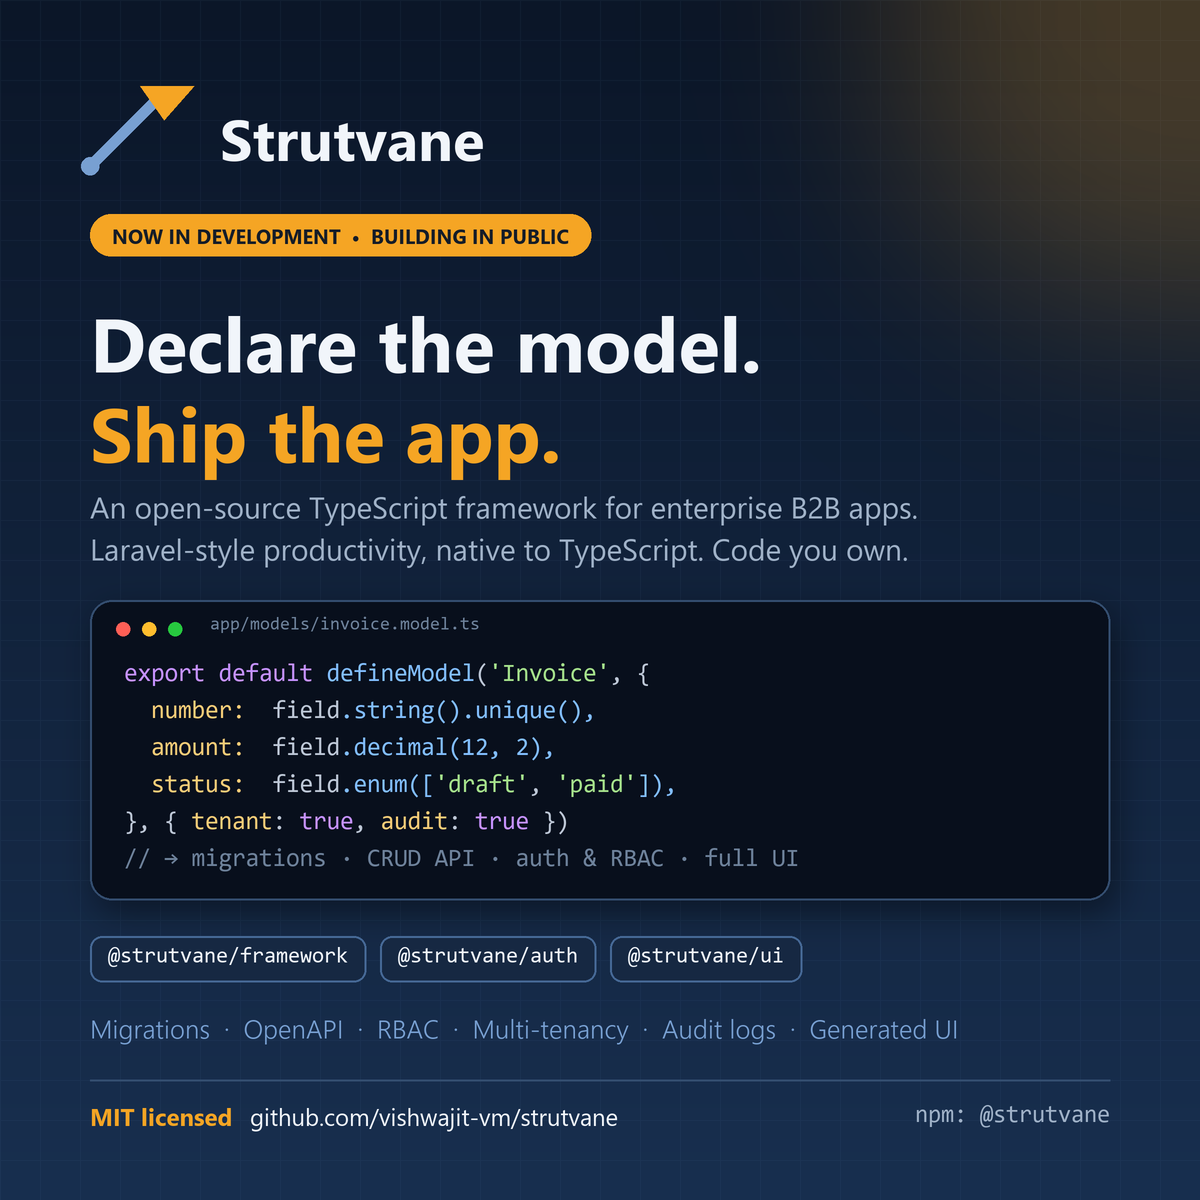 Strutvane
NOW IN DEVELOPMENT • BUILDING IN PUBLIC
Declare the model.
Ship the app.
An open-source TypeScript framework for enterprise B2B apps.
Laravel-style productivity, native to TypeScript. Code you own.
app/models/invoice.model.ts
export default defineModel('Invoice', {
  number:  field.string().unique(),
  amount:  field.decimal(12, 2),
  status:  field.enum(['draft', 'paid']),
}, { tenant: true, audit: true })
// → migrations · CRUD API · auth & RBAC · full UI
@strutvane/framework @strutvane/auth @strutvane/ui
Migrations · OpenAPI · RBAC · Multi-tenancy · Audit logs · Generated UI
MIT licensed github.com/vishwajit-vm/strutvane npm: @strutvane